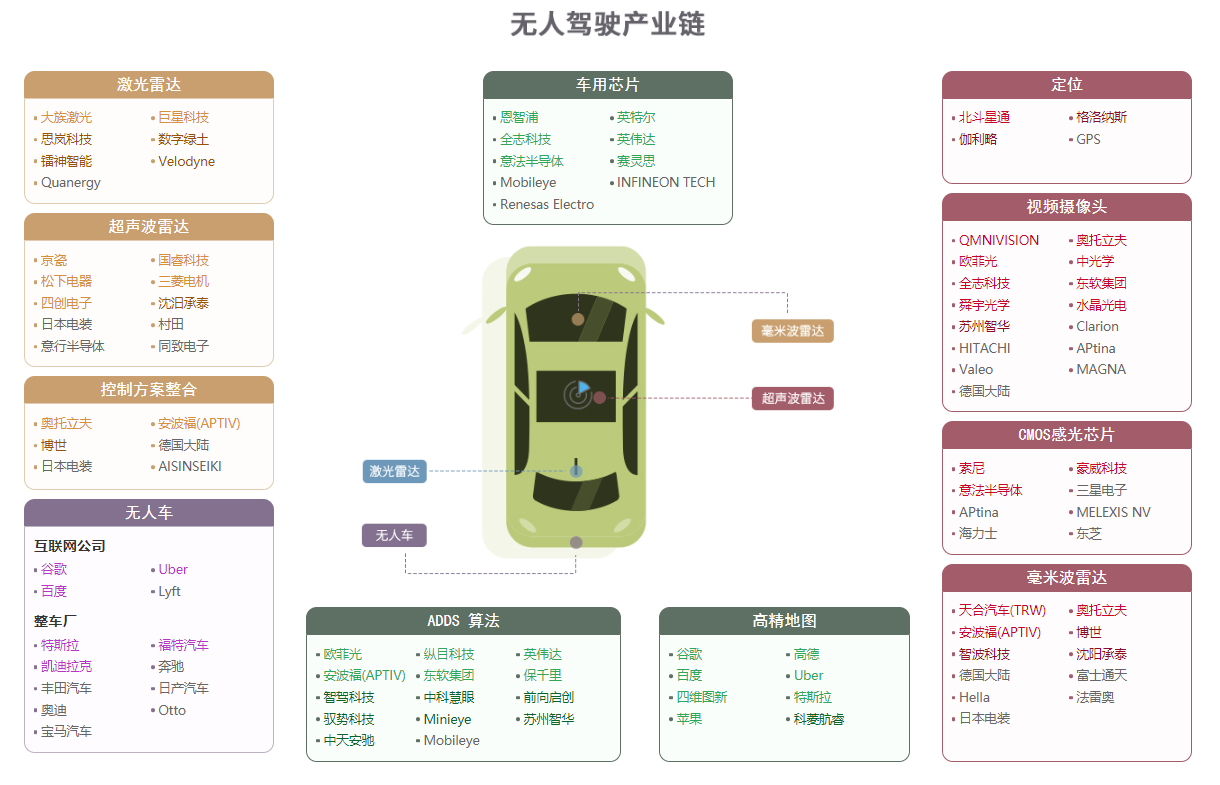 无人驾驶产业链
激光雷达
大族激光
巨星科技
思岚科技
数字绿土
镭神智能
Velodyne
Quanergy
超声波雷达
京瓷
国睿科技
松下电器
三菱电机
四创电子
沈汨承泰
日本电装
村田
意行半导体
同致电子
控制方案整合
奥托立夫
安波福(APTIV)
博世
德国大陆
日本电装
AISINSEIKI
无人车
互联网公司
谷歌
Uber
百度
Lyft
整车厂
特斯拉
福特汽车
凯迪拉克
奔驰
丰田汽车
日产汽车
奥迪
Otto
宝马汽车
车用芯片
恩智浦
英特尔
全志科技
英伟达
意法半导体
赛灵思
Mobileye
INFINEON TECH
Renesas Electro
毫米波雷达
超声波雷达
激光雷达
无人车
ADDS 算法
欧菲光
纵目科技
英伟达
安波福(APTIV)
东软集团
保千里
智驾科技
中科慧眼
前向启创
驭势科技
Minieye
苏州智华
中天安驰
Mobileye
高精地图
谷歌
高德
百度
Uber
四维图新
特斯拉
苹果
科菱航睿
定位
北斗星通
格洛纳斯
伽利略
GPS
视频摄像头
QMNIVISION
奥托立夫
欧菲光
中光学
全志科技
东软集团
舜宇光学
水晶光电
苏州智华
Clarion
HITACHI
APtina
Valeo
MAGNA
德国大陆
CMOS感光芯片
索尼
豪威科技
意法半导体
三星电子
APtina
MELEXIS NV
海力士
东芝
毫米波雷达
天合汽车(TRW)
奥托立夫
安波福(APTIV)
博世
智波科技
沈阳承泰
德国大陆
富士通天
Hella
法雷奥
日本电装